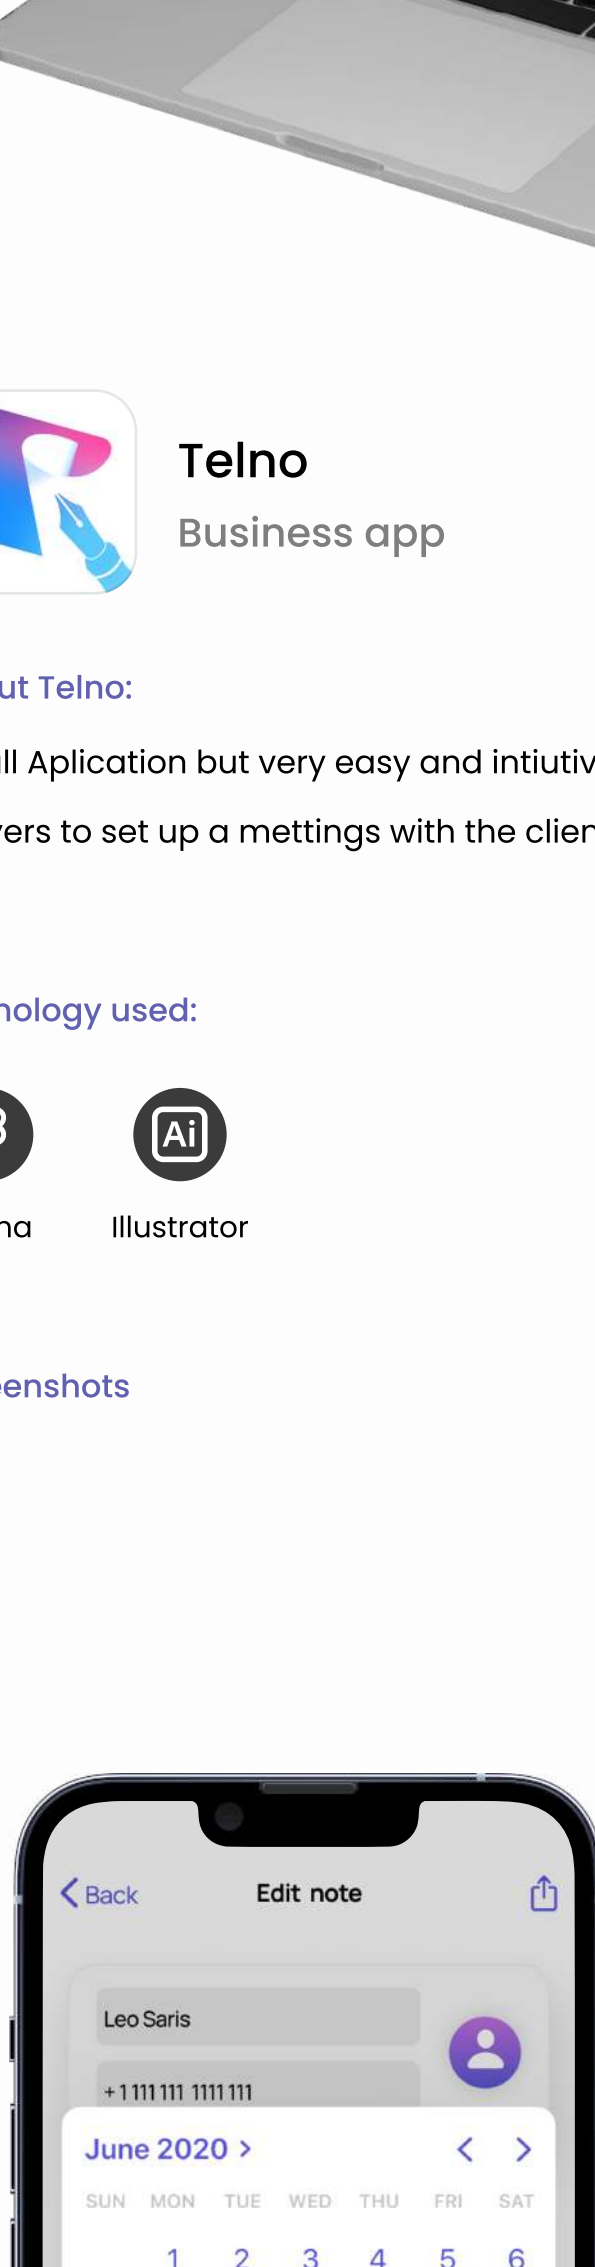 Telno
Business app
ut Telno:
ll Aplication but very easy and intiutiv
ers to set up a mettings with the clien
nology used:
Ai
na
Illustrator
enshots
Back
Edit note
Leo Saris
+1 111 111 1111 111
June 2020 >
SUN MON TUE WED THU FRI SAT
1 2 3 4 5 6